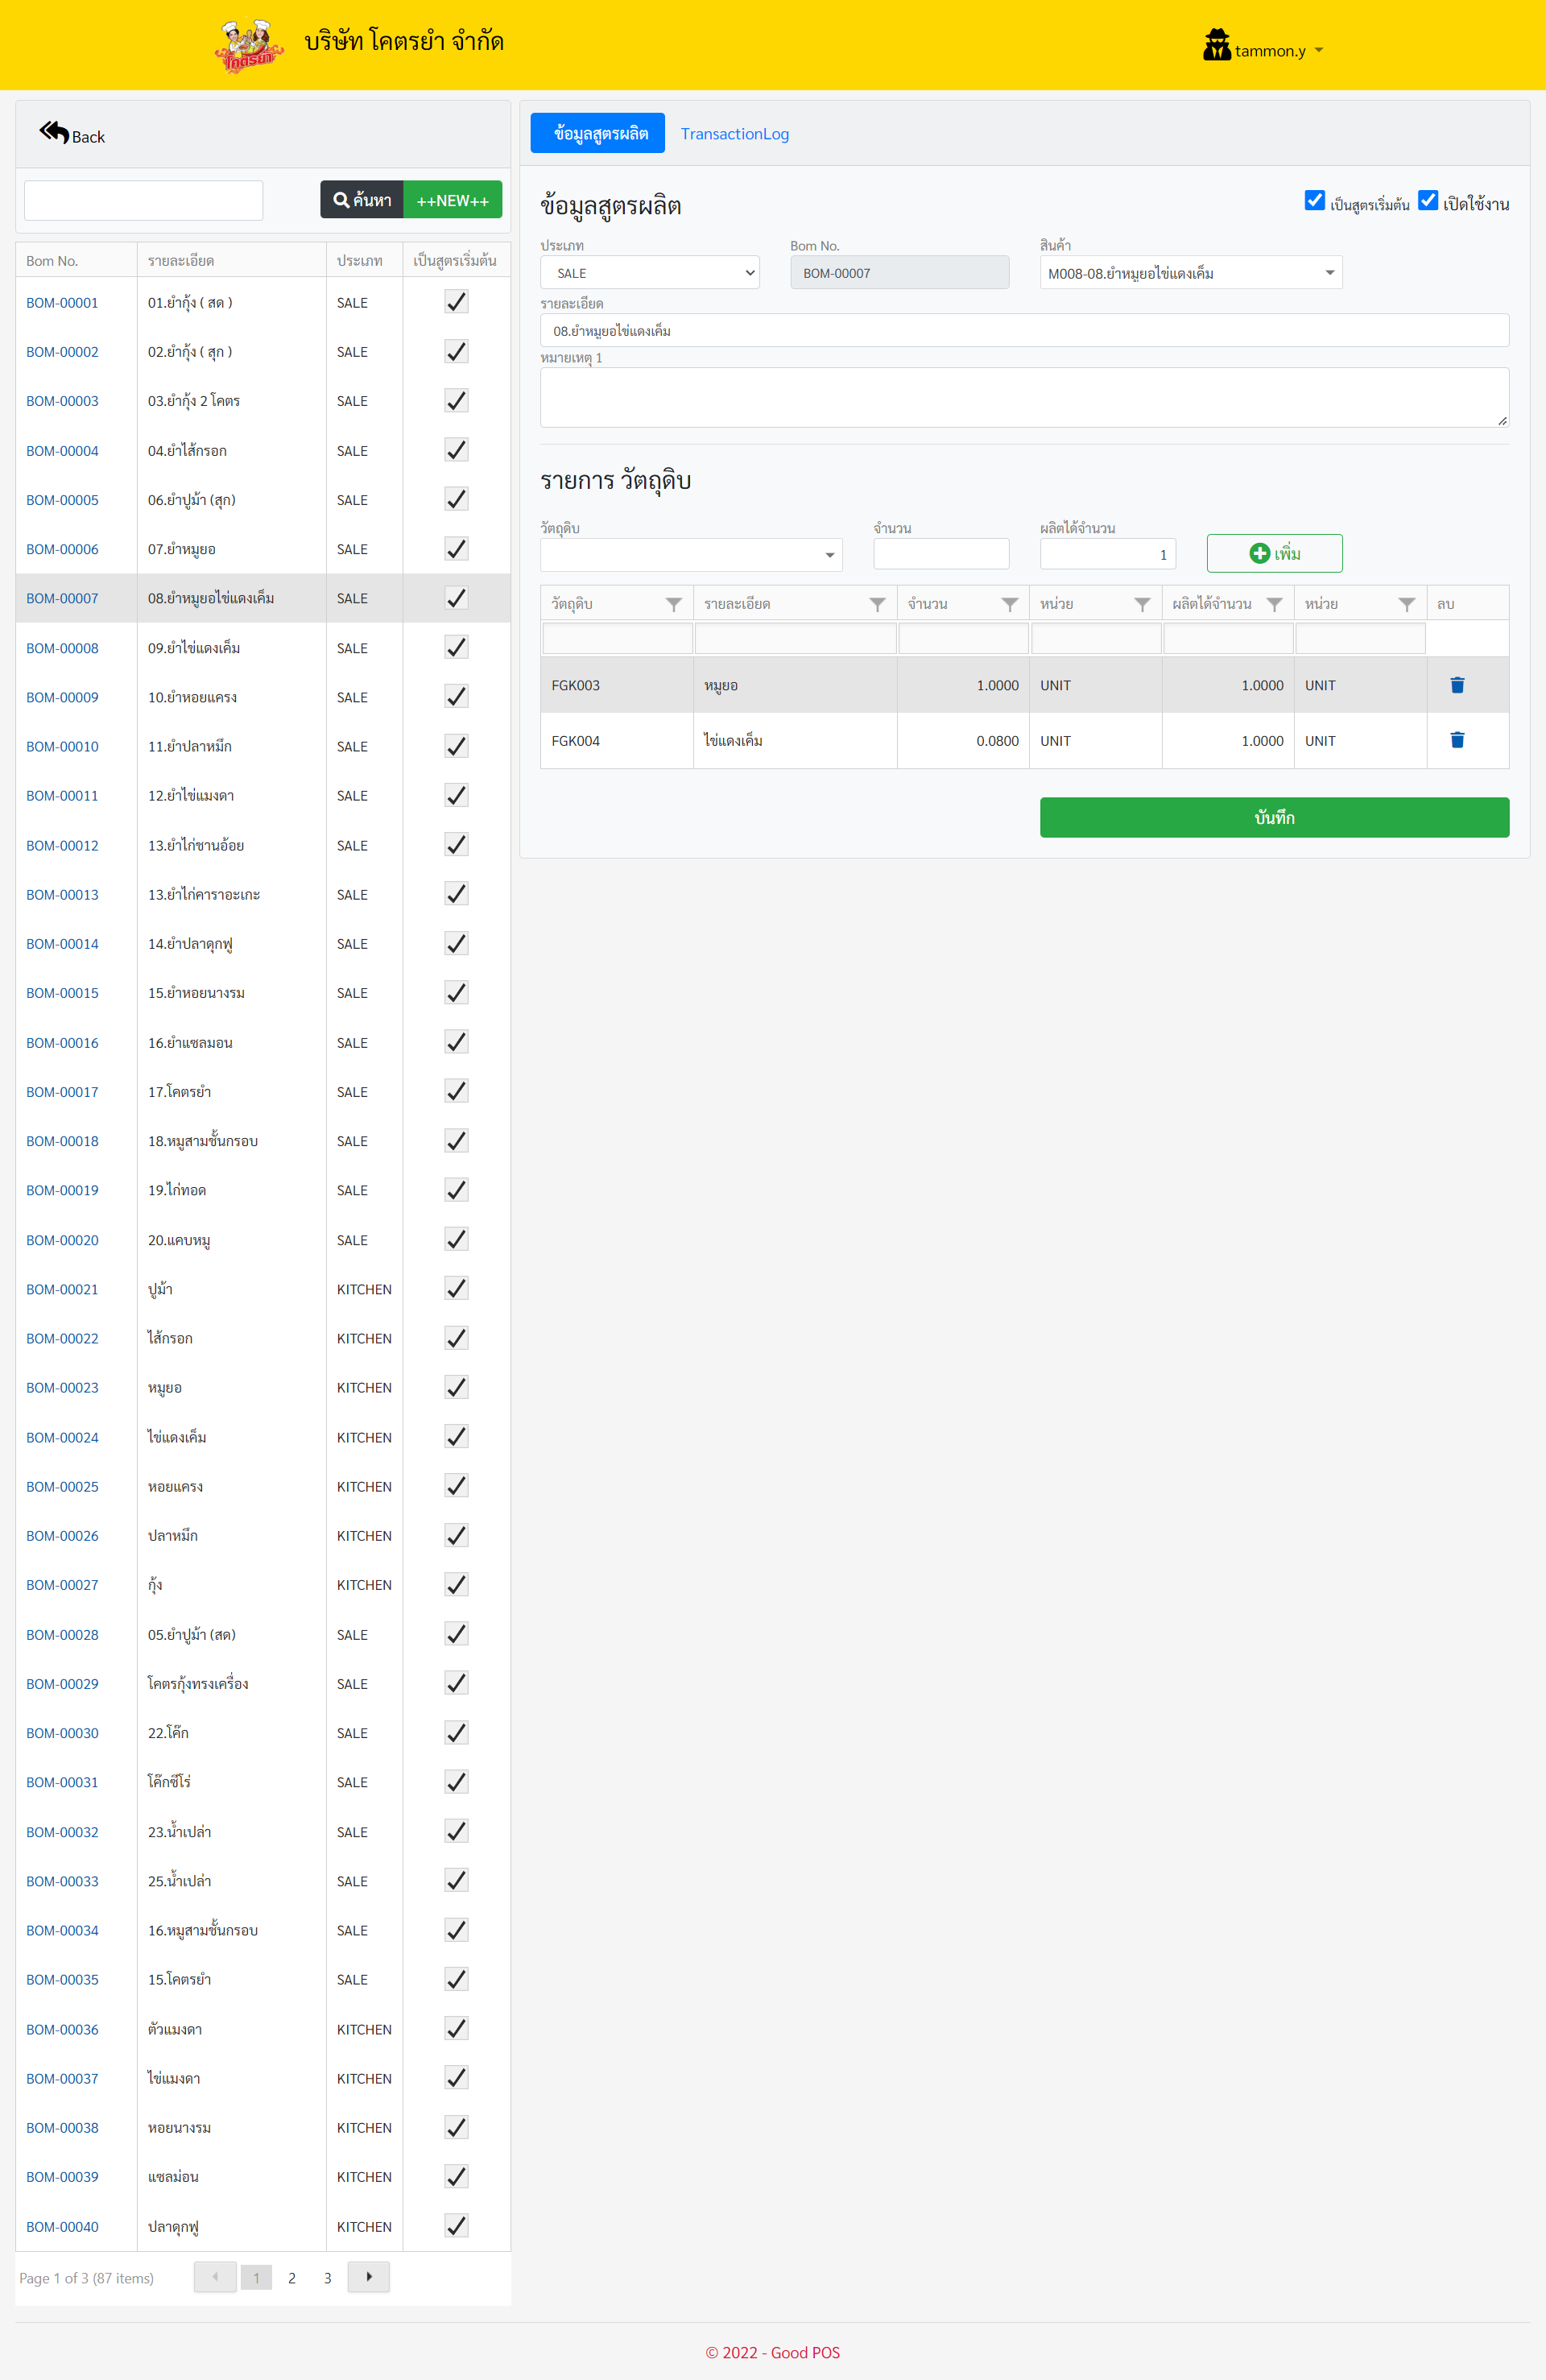 โคตรยำ
บริษัท โคตรยำ จำกัด
tammon.y
Back
ค้นหา ++NEW++
Bom No. รายละเอียด ประเภท เป็นสูตรเริ่มต้น
BOM-00001 01.ยำกุ้ง ( สด ) SALE
BOM-00002 02.ยำกุ้ง ( สุก ) SALE
BOM-00003 03.ยำกุ้ง 2 โคตร SALE
BOM-00004 04.ยำไส้กรอก SALE
BOM-00005 06.ยำปูม้า (สุก) SALE
BOM-00006 07.ยำหมูยอ SALE
BOM-00007 08.ยำหมูยอไข่แดงเค็ม SALE
BOM-00008 09.ยำไข่แดงเค็ม SALE
BOM-00009 10.ยำหอยแครง SALE
BOM-00010 11.ยำปลาหมึก SALE
BOM-00011 12.ยำไข่แมงดา SALE
BOM-00012 13.ยำไก่ชานอ้อย SALE
BOM-00013 13.ยำไก่คาราอะเกะ SALE
BOM-00014 14.ยำปลาดุกฟู SALE
BOM-00015 15.ยำหอยนางรม SALE
BOM-00016 16.ยำแซลมอน SALE
BOM-00017 17.โคตรยำ SALE
BOM-00018 18.หมูสามชั้นกรอบ SALE
BOM-00019 19.ไก่ทอด SALE
BOM-00020 20.แคบหมู SALE
BOM-00021 ปูม้า KITCHEN
BOM-00022 ไส้กรอก KITCHEN
BOM-00023 หมูยอ KITCHEN
BOM-00024 ไข่แดงเค็ม KITCHEN
BOM-00025 หอยแครง KITCHEN
BOM-00026 ปลาหมึก KITCHEN
BOM-00027 กุ้ง KITCHEN
BOM-00028 05.ยำปูม้า (สด) SALE
BOM-00029 โคตรกุ้งทรงเครื่อง SALE
BOM-00030 22.โค๊ก SALE
BOM-00031 โค๊กซีโร่ SALE
BOM-00032 23.น้ำเปล่า SALE
BOM-00033 25.น้ำเปล่า SALE
BOM-00034 16.หมูสามชั้นกรอบ SALE
BOM-00035 15.โคตรยำ SALE
BOM-00036 ตัวแมงดา KITCHEN
BOM-00037 ไข่แมงดา KITCHEN
BOM-00038 หอยนางรม KITCHEN
BOM-00039 แซลม่อน KITCHEN
BOM-00040 ปลาดุกฟู KITCHEN
Page 1 of 3 (87 items) 1 2 3
ข้อมูลสูตรผลิต TransactionLog
ข้อมูลสูตรผลิต เป็นสูตรเริ่มต้น เปิดใช้งาน
ประเภท Bom No. สินค้า
SALE BOM-00007 M008-08.ยำหมูยอไข่แดงเค็ม
รายละเอียด
08.ยำหมูยอไข่แดงเค็ม
หมายเหตุ 1
รายการ วัตถุดิบ
วัตถุดิบ จำนวน ผลิตได้จำนวน
1 เพิ่ม
วัตถุดิบ รายละเอียด จำนวน หน่วย ผลิตได้จำนวน หน่วย ลบ
FGK003 หมูยอ 1.0000 UNIT 1.0000 UNIT
FGK004 ไข่แดงเค็ม 0.0800 UNIT 1.0000 UNIT
บันทึก
© 2022 - Good POS